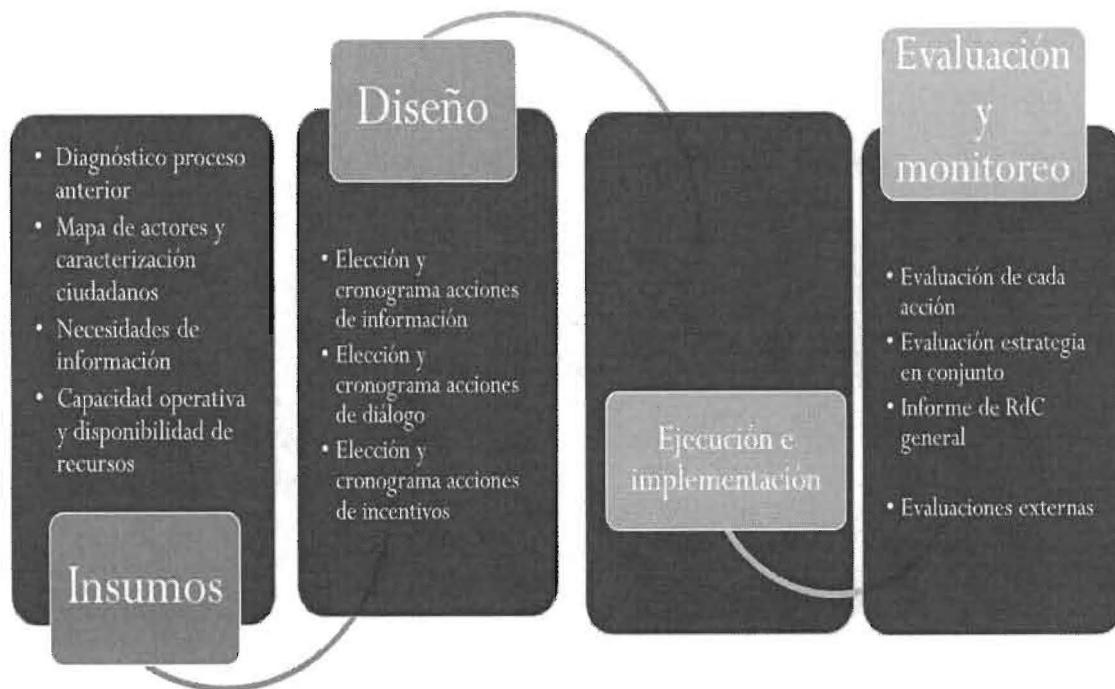 • Diagnóstico proceso
anterior
• Mapa de actores y
caracterización
ciudadanos
• Necesidades de
información
• Capacidad operativa
y disponibilidad de
recursos
Insumos
Diseño
• Elección y
cronograma acciones
de información
• Elección y
cronograma acciones
de diálogo
• Elección y
cronograma acciones
de incentivos
Ejecución e
implementación
Evaluación
y
monitoreo
• Evaluación de cada
acción
• Evaluación estrategia
en conjunto
• Informe de RdC
general
• Evaluaciones externas